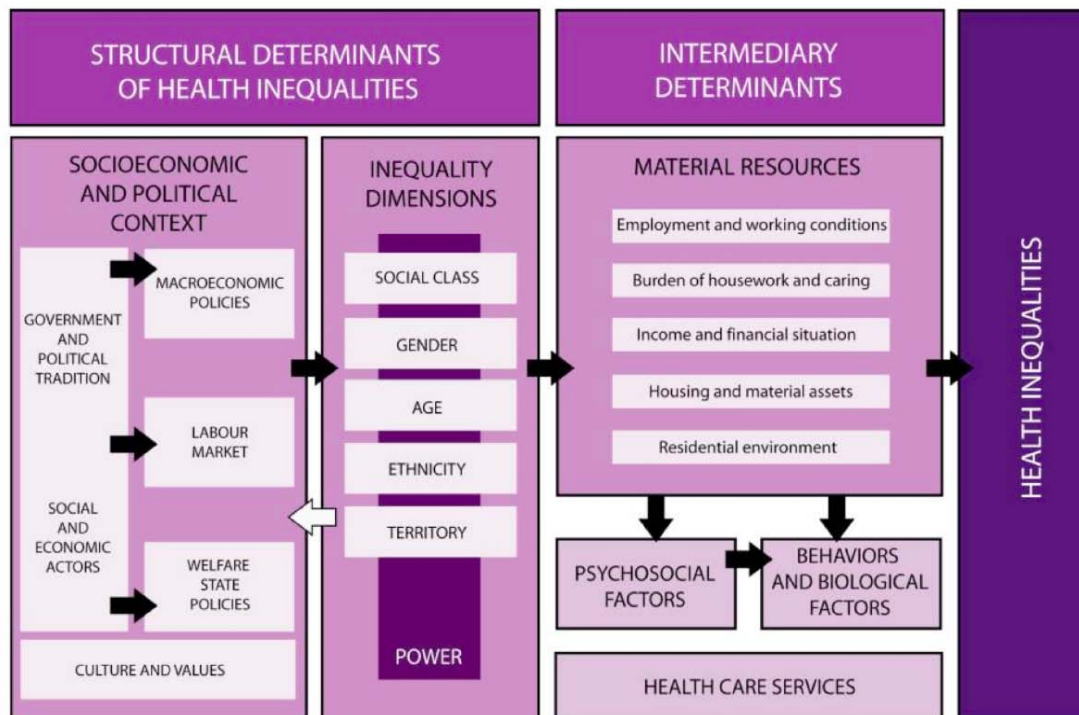 STRUCTURAL DETERMINANTS
OF HEALTH INEQUALITIES
INTERMEDIARY
DETERMINANTS
SOCIOECONOMIC
AND POLITICAL
CONTEXT
GOVERNMENT
AND
POLITICAL
TRADITION
SOCIAL
AND
ECONOMIC
ACTORS
MACROECONOMIC
POLICIES
LABOUR
MARKET
WELFARE
STATE
POLICIES
CULTURE AND VALUES
INEQUALITY
DIMENSIONS
SOCIAL CLASS
GENDER
AGE
ETHNICITY
TERRITORY
POWER
MATERIAL RESOURCES
Employment and working conditions
Burden of housework and caring
Income and financial situation
Housing and material assets
Residential environment
PSYCHOSOCIAL
FACTORS
BEHAVIORS
AND BIOLOGICAL
FACTORS
HEALTH CARE SERVICES
HEALTH INEQUALITIES